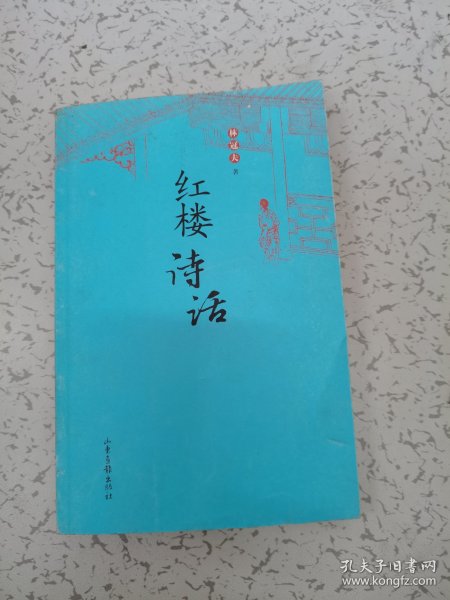 林冠夫 著
红楼
诗话
山东画报出版社
孔夫子旧书网
www.kongfz.com